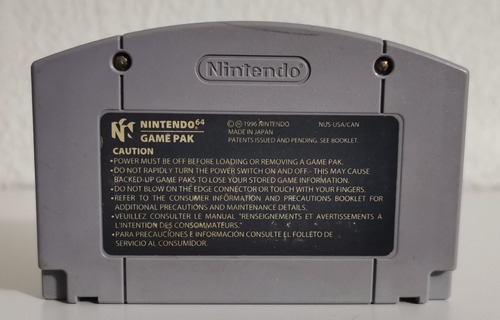 Nintendo
NINTENDO 64
GAME PAK
© 1996 NINTENDO. NUS-USA/CAN
MADE IN JAPAN
PATENTS ISSUED AND PENDING. SEE BOOKLET.
CAUTION
•POWER MUST BE OFF BEFORE LOADING OR REMOVING A GAME PAK.
•DO NOT RAPIDLY TURN THE POWER SWITCH ON AND OFF - THIS MAY CAUSE
BACKED-UP GAME PAKS TO LOSE YOUR STORED GAME INFORMATION.
•DO NOT BLOW ON THE EDGE CONNECTOR OR TOUCH WITH YOUR FINGERS.
•REFER TO THE CONSUMER INFORMATION AND PRECAUTIONS BOOKLET FOR
ADDITIONAL PRECAUTIONS AND MAINTENANCE DETAILS.
•VEUILLEZ CONSULTER LE MANUAL "RENSEIGNEMENTS ET AVERTISSEMENTS À
L'INTENTION DES CONSOMMATEURS."
•PARA PRECAUCIONES E INFORMACIÓN CONSULTE EL FOLLETO DE
SERVICIO AL CONSUMIDOR.